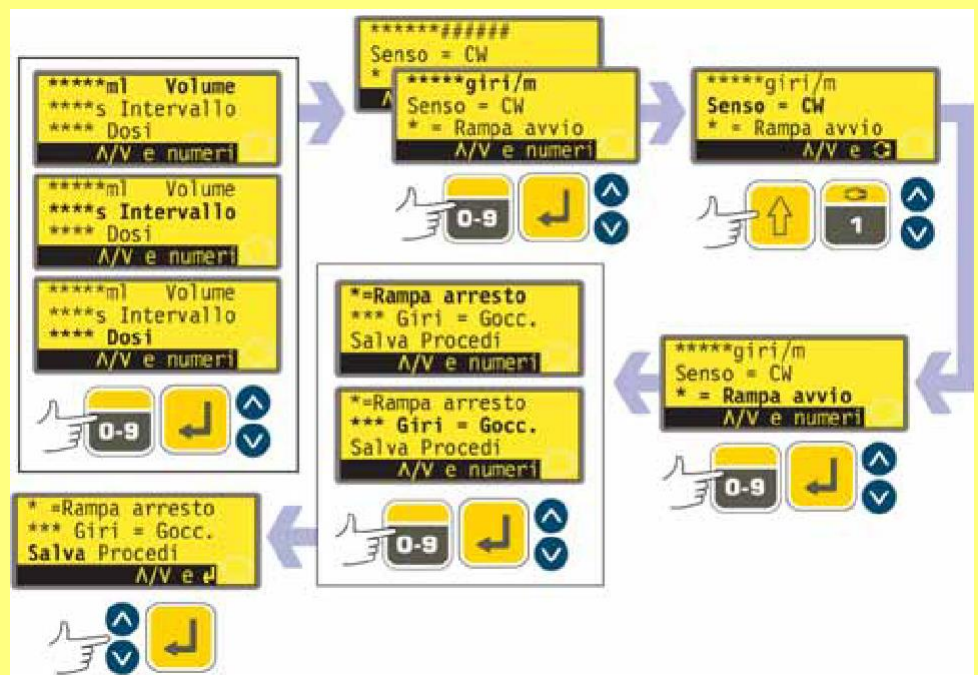 *****ml Volume
****s Intervallo
**** Dosi
Λ/V e numeri
*****ml Volume
****s Intervallo
**** Dosi
Λ/V e numeri
*****ml Volume
****s Intervallo
**** Dosi
Λ/V e numeri
0-9
******######
Senso = CW
*
Λ
*****giri/m
Senso = CW
* = Rampa avvio
Λ/V e numeri
0-9
*****giri/m
Senso = CW
* = Rampa avvio
Λ/V e
1
*****giri/m
Senso = CW
* = Rampa avvio
Λ/V e numeri
0-9
*=Rampa arresto
*** Giri = Gocc.
Salva Procedi
Λ/V e numeri
*=Rampa arresto
*** Giri = Gocc.
Salva Procedi
Λ/V e numeri
0-9
* =Rampa arresto
*** Giri = Gocc.
Salva Procedi
Λ/V e ↵